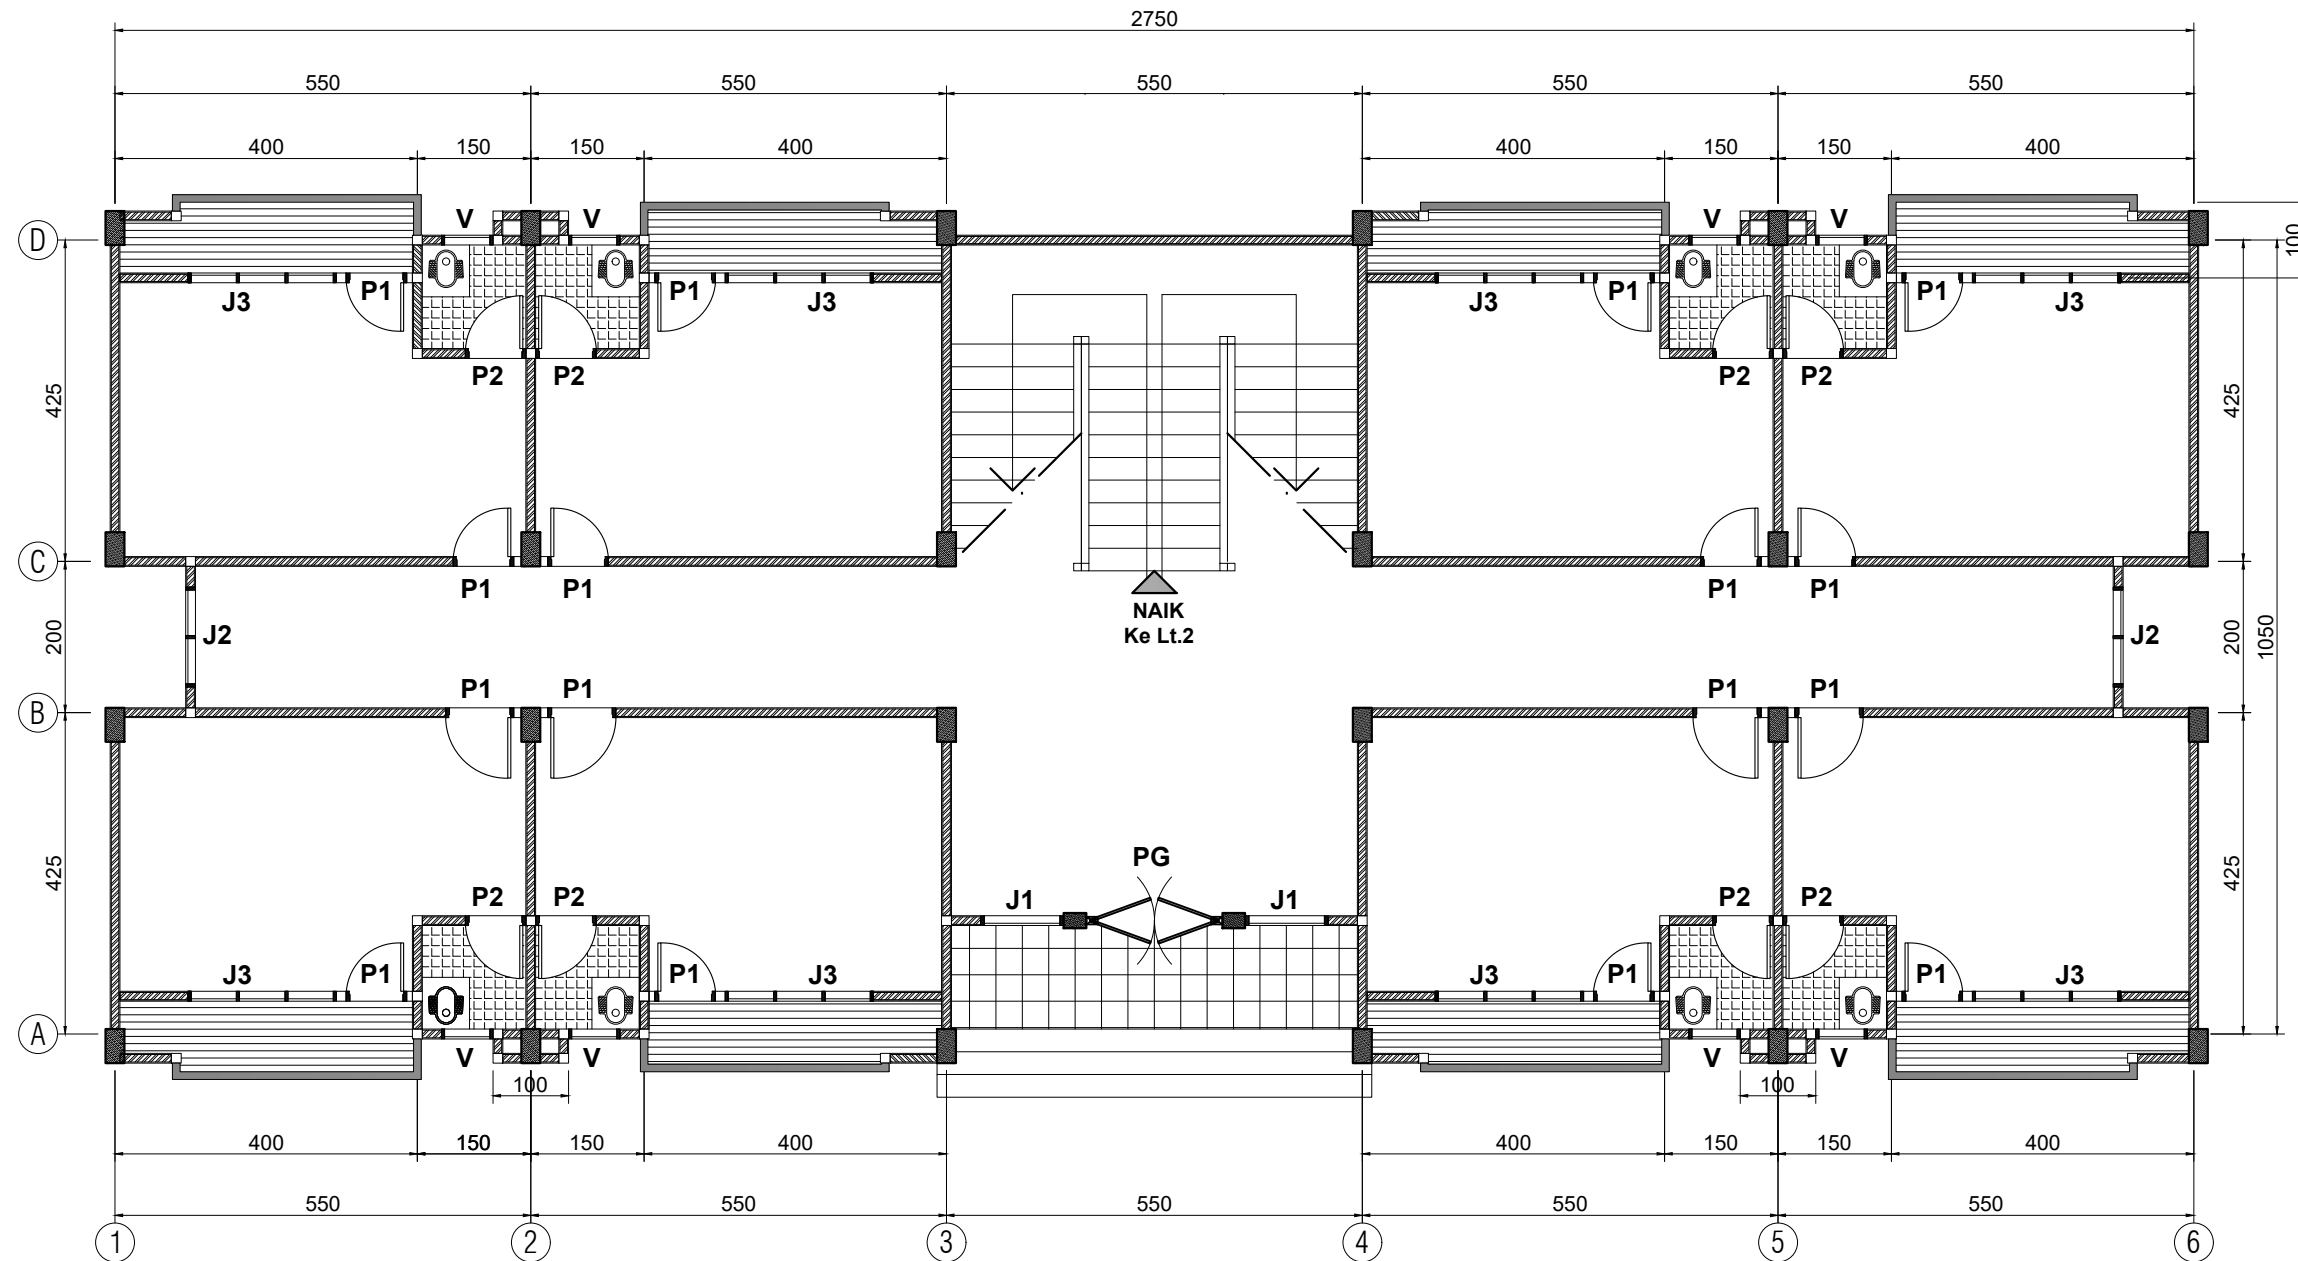 2750
550 550 550 550 550
400 150 150 400 400 150 150 400
V V V V
D
100
J3 P1 P1 J3 J3 P1 P1 J3
P2 P2 P2 P2
425 425
C
P1 P1 P1 P1
NAIK
Ke Lt.2
200 J2 J2 200 1050
P1 P1 P1 P1
B
425 425
PG
P2 P2 J1 J1 P2 P2
J3 P1 P1 J3 J3 P1 P1 J3
A
V V V V
100 100
400 150 150 400 400 150 150 400
550 550 550 550 550
1 2 3 4 5 6